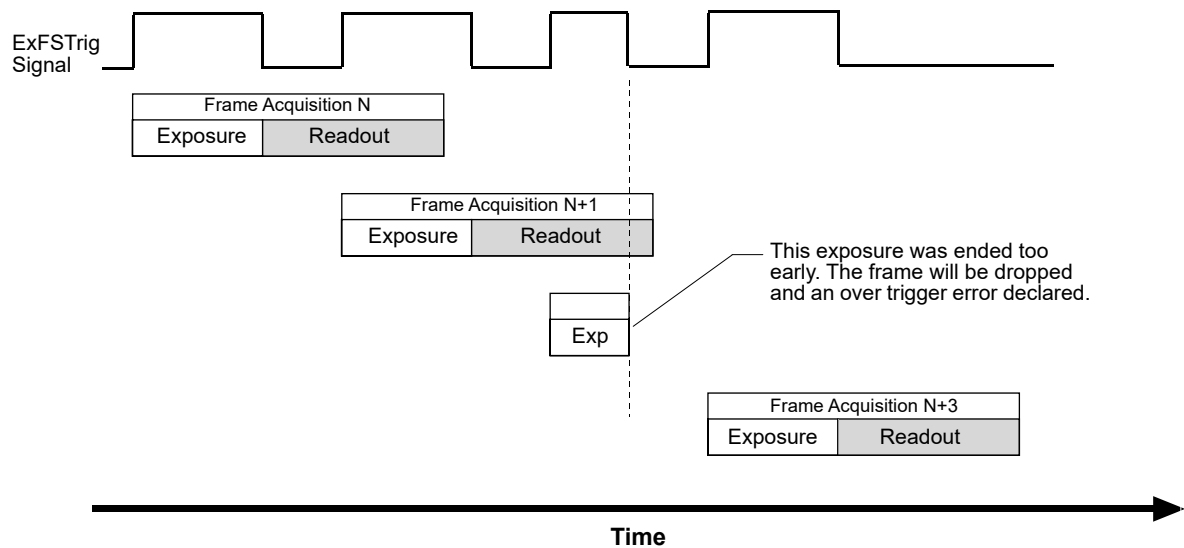 ExFSTrig
Signal
Frame Acquisition N
Exposure Readout
Frame Acquisition N+1
Exposure Readout
This exposure was ended too
early. The frame will be dropped
and an over trigger error declared.
Exp
Frame Acquisition N+3
Exposure Readout
Time